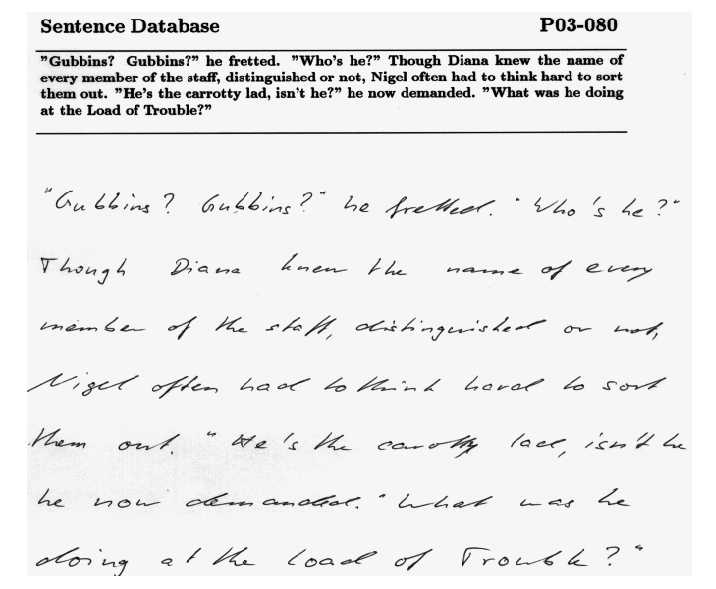 Sentence Database P03-080
"Gubbins? Gubbins?" he fretted. "Who's he?" Though Diana knew the name of
every member of the staff, distinguished or not, Nigel often had to think hard to sort
them out. "He's the carrotty lad, isn't he?" he now demanded. "What was he doing
at the Load of Trouble?"
"Gubbins? Gubbins?" he fretted. "Who's he?"
Though Diana knew the name of every
member of the staff, distinguished or not,
Nigel often had to think hard to sort
them out. "He's the carotty lad, isn't he
he now demanded. "What was he
doing at the Load of Trouble?"